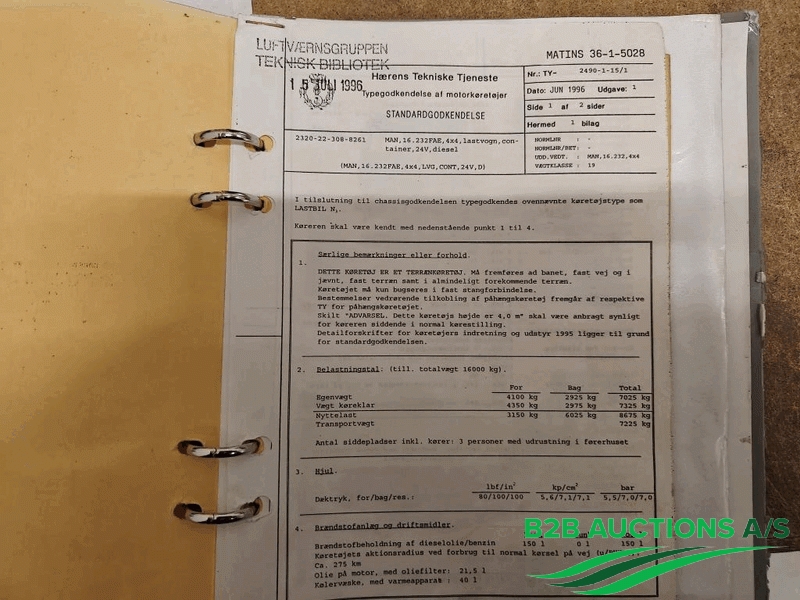 LUFTVÆRNSGRUPPEN
TEKNISK BIBLIOTEK
15 JULI 1996
MATINS 36-1-5028
Hærens Tekniske Tjeneste
Typegodkendelse af motorkøretøjer
STANDARDGODKENDELSE
Nr.: TY- 2490-1-15/1
Dato: JUN 1996 Udgave: 1
Side 1 af 2 sider
Hermed 1 bilag
2320-22-308-8261 MAN,16.232FAE,4x4,lastvogn,con-
tainer,24V,diesel
(MAN,16.232FAE,4x4,LVG,CONT,24V,D)
NORMLHR : -
NORMLHR/BET: -
UDD.VEDT. : MAN,16.232,4x4
VÆGTKLASSE : 19
I tilslutning til chassisgodkendelsen typegodkendes ovennævnte køretøjstype som
LASTBIL N,.
Køreren skal være kendt med nedenstående punkt 1 til 4.
1. Særlige bemærkninger eller forhold.
DETTE KØRETØJ ER ET TERRÆNKØRETØJ. Må fremføres ad banet, fast vej og i
jævnt, fast terræn samt i almindeligt forekommende terræn.
Køretøjet må kun bugseres i fast stangforbindelse.
Bestemmelser vedrørende tilkobling af påhængskøretøj fremgår af respektive
TY for påhængskøretøjet.
Skilt "ADVARSEL. Dette køretøjs højde er 4,0 m" skal være anbragt synligt
for køreren siddende i normal kørestilling.
Detailforskrifter for køretøjers indretning og udstyr 1995 ligger til grund
for standardgodkendelsen.
2. Belastningstal: (till. totalvægt 16000 kg).
For Bag Total
Egenvægt 4100 kg 2925 kg 7025 kg
Vægt køreklar 4350 kg 2975 kg 7325 kg
Nyttelast 3150 kg 6025 kg 8675 kg
Transportvægt 7225 kg
Antal siddepladser inkl. kører: 3 personer med udrustning i førerhuset
3. Hjul.
lbf/in² kp/cm² bar
Dæktryk, for/bag/res.: 80/100/100 5,6/7,1/7,1 5,5/7,0/7,0
4. Brændstofanlæg og driftsmidler.
Brændstofbeholdning af dieselolie/benzin 150 l 0 l 150 l
Køretøjets aktionsradius ved forbrug til normal kørsel på vej
Ca. 275 km
Olie på motor, med oliefilter: 21,5 l
Kølervæske, med varmeapparat : 40 l
B2B AUCTIONS A/S